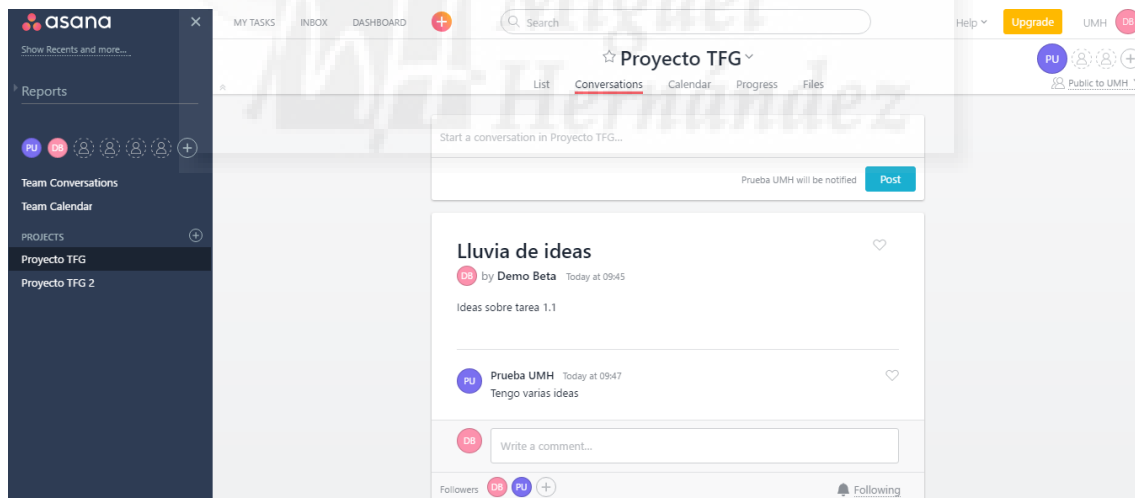 asana
Show Recents and more...
Reports
PU DB
Team Conversations
Team Calendar
PROJECTS
Proyecto TFG
Proyecto TFG 2
MY TASKS INBOX DASHBOARD Search Help Upgrade UMH DB
Proyecto TFG
PU
List Conversations Calendar Progress Files
Public to UMH
Miguel
Hernández
Start a conversation in Proyecto TFG...
Prueba UMH will be notified Post
Lluvia de ideas
DB by Demo Beta Today at 09:45
Ideas sobre tarea 1.1
PU Prueba UMH Today at 09:47
Tengo varias ideas
DB Write a comment...
Followers DB PU Following